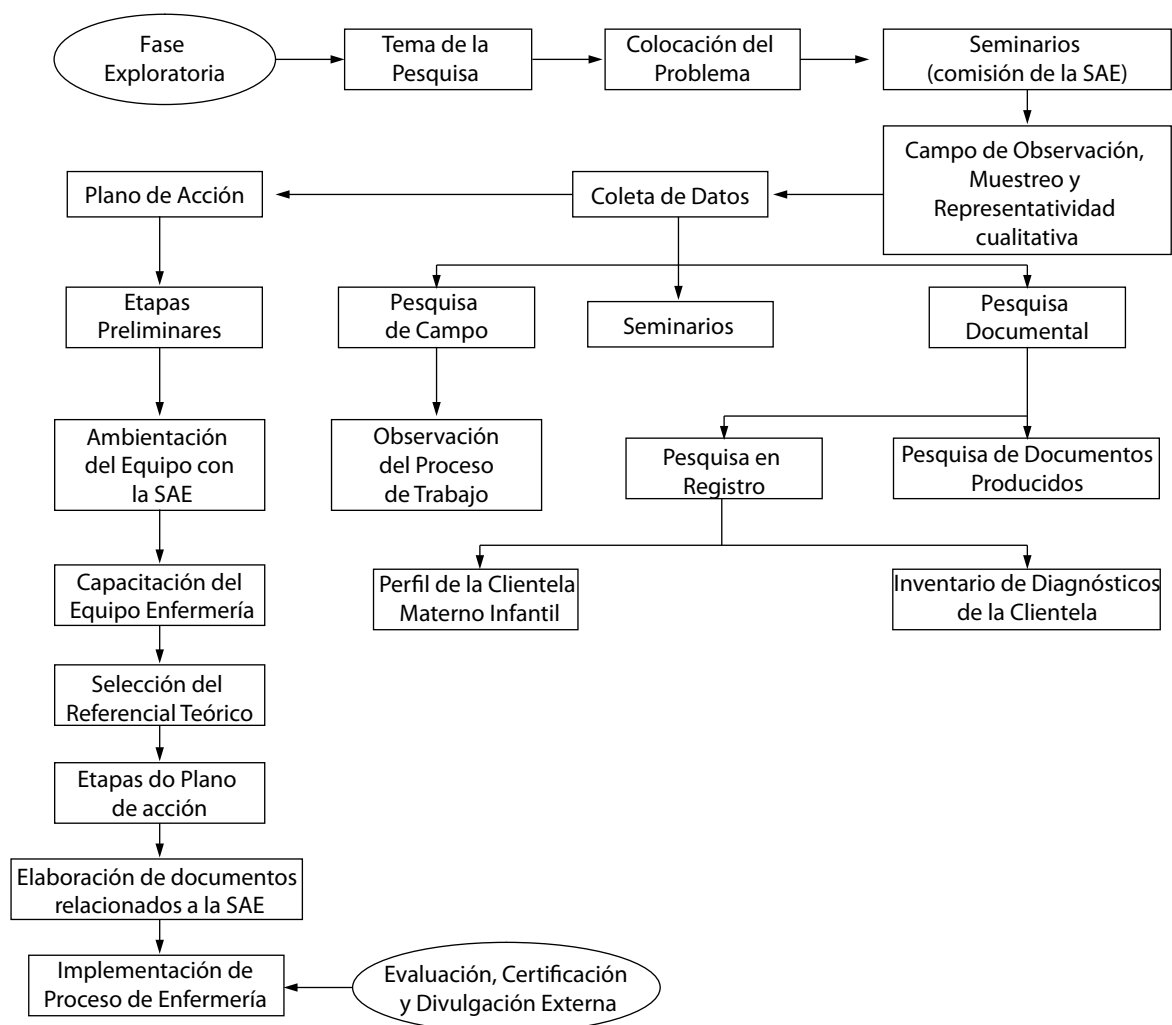 Fase
Exploratoria
Tema de la
Pesquisa
Colocación del
Problema
Seminarios
(comisión de la SAE)
Campo de Observación,
Muestreo y
Representatividad
cualitativa
Coleta de Datos
Plano de Acción
Etapas
Preliminares
Pesquisa
de Campo
Seminarios
Pesquisa
Documental
Ambientación
del Equipo con
la SAE
Observación
del Proceso
de Trabajo
Pesquisa en
Registro
Pesquisa de Documentos
Producidos
Capacitación del
Equipo Enfermería
Perfil de la Clientela
Materno Infantil
Inventario de Diagnósticos
de la Clientela
Selección del
Referencial Teórico
Etapas do Plano
de acción
Elaboración de documentos
relacionados a la SAE
Implementación de
Proceso de Enfermería
Evaluación, Certificación
y Divulgación Externa